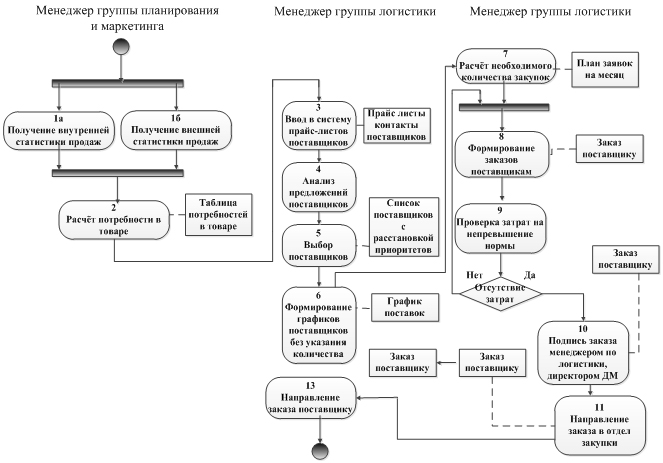 Менеджер группы планирования
и маркетинга
Менеджер группы логистики
Менеджер группы логистики
1а
Получение внутренней
статистики продаж
1б
Получение внешней
статистики продаж
2
Расчёт потребности в
товаре
Таблица
потребностей
в товаре
3
Ввод в систему
прайс-листов
поставщиков
Прайс листы
контакты
поставщиков
4
Анализ
предложений
поставщиков
5
Выбор
поставщиков
Список
поставщиков
с
расстановкой
приоритетов
6
Формирование
графиков
поставщиков
без указания
количества
График
поставок
7
Расчёт необходимого
количества закупок
План заявок
на месяц
8
Формирование
заказов
поставщикам
Заказ
поставщику
9
Проверка затрат на
непревышение
нормы
Нет
Да
Отсутствие
затрат
Заказ
поставщику
10
Подпись заказа
менеджером по
логистики,
директором ДМ
Заказ
поставщику
Заказ
поставщику
11
Направление
заказа в отдел
закупки
13
Направление
заказа поставщику